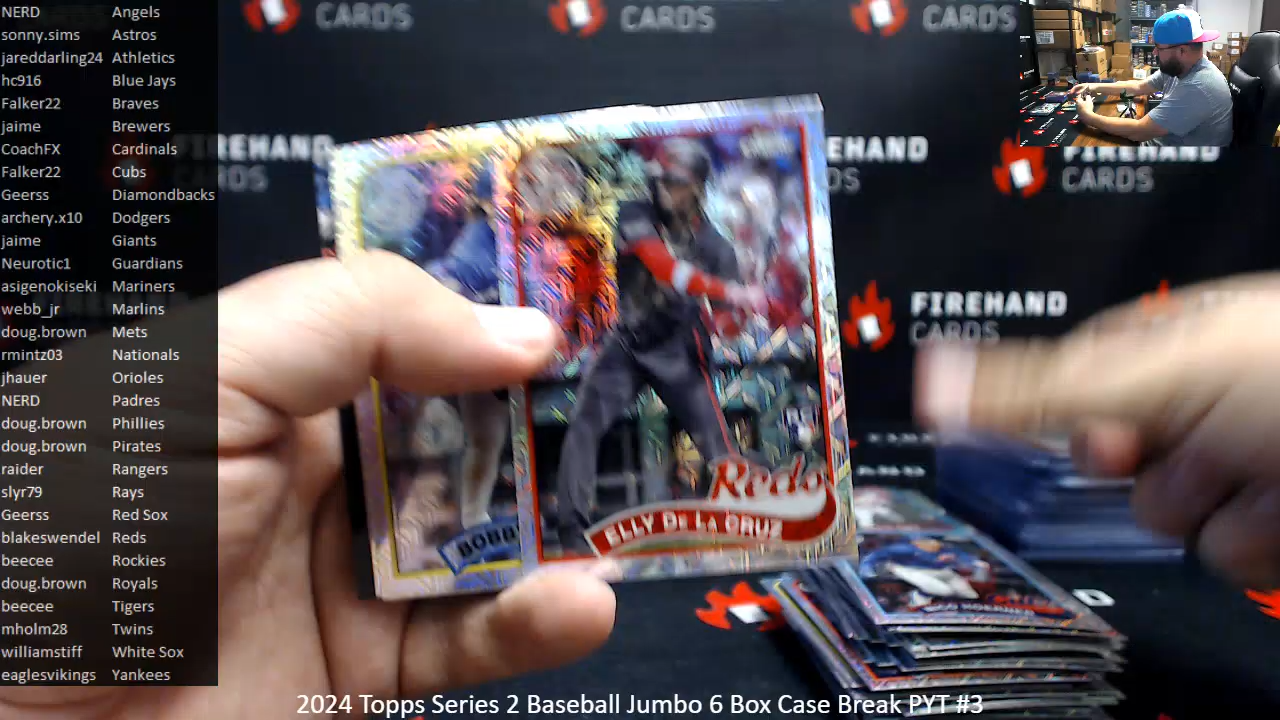 NERD Angels
sonny.sims Astros
jareddarling24 Athletics
hc916 Blue Jays
Falker22 Braves
jaime Brewers
CoachFX Cardinals
Falker22 Cubs
Geerss Diamondbacks
archery.x10 Dodgers
jaime Giants
Neurotic1 Guardians
asigenokiseki Mariners
webb_jr Marlins
doug.brown Mets
rmintz03 Nationals
jhauer Orioles
NERD Padres
doug.brown Phillies
doug.brown Pirates
raider Rangers
slyr79 Rays
Geerss Red Sox
blakeswendel Reds
beecee Rockies
doug.brown Royals
beecee Tigers
mholm28 Twins
williamstiff White Sox
eaglesvikings Yankees
CARDS
CARDS
CARDS
FIREHAND
CARDS
FIREHAND
CARDS
FIREHAND
CARDS
Reds
ELLY DE LA CRUZ
BOBB
RC
NICO HOERNER
2024 Topps Series 2 Baseball Jumbo 6 Box Case Break PYT #3